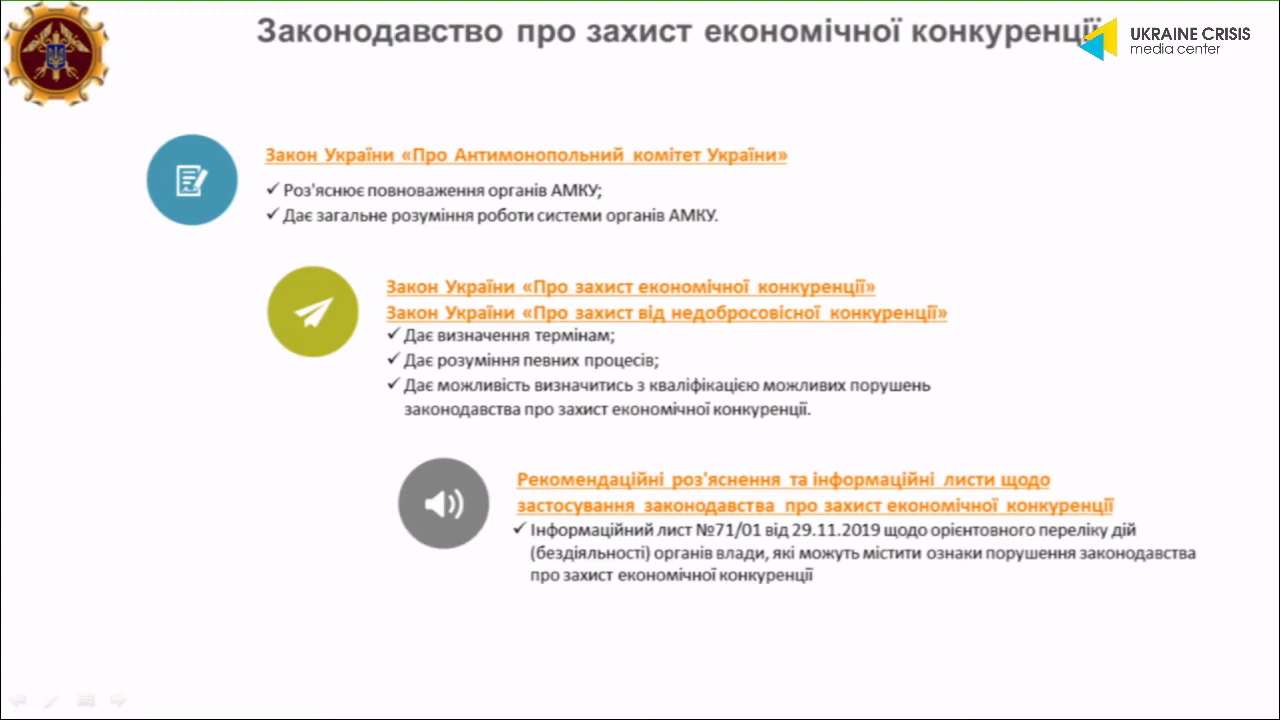 Законодавство про захист економічної конкуренції
UKRAINE CRISIS
media center
Закон України «Про Антимонопольний комітет України»
✓ Роз'яснює повноваження органів АМКУ;
✓ Дає загальне розуміння роботи системи органів АМКУ.
Закон України «Про захист економічної конкуренції»
Закон України «Про захист від недобросовісної конкуренції»
✓ Дає визначення термінам;
✓ Дає розуміння певних процесів;
✓ Дає можливість визначитись з кваліфікацією можливих порушень
законодавства про захист економічної конкуренції.
Рекомендаційні роз'яснення та інформаційні листи щодо
застосування законодавства про захист економічної конкуренції
✓ Інформаційний лист №71/01 від 29.11.2019 щодо орієнтовного переліку дій
(бездіяльності) органів влади, які можуть містити ознаки порушення законодавства
про захист економічної конкуренції